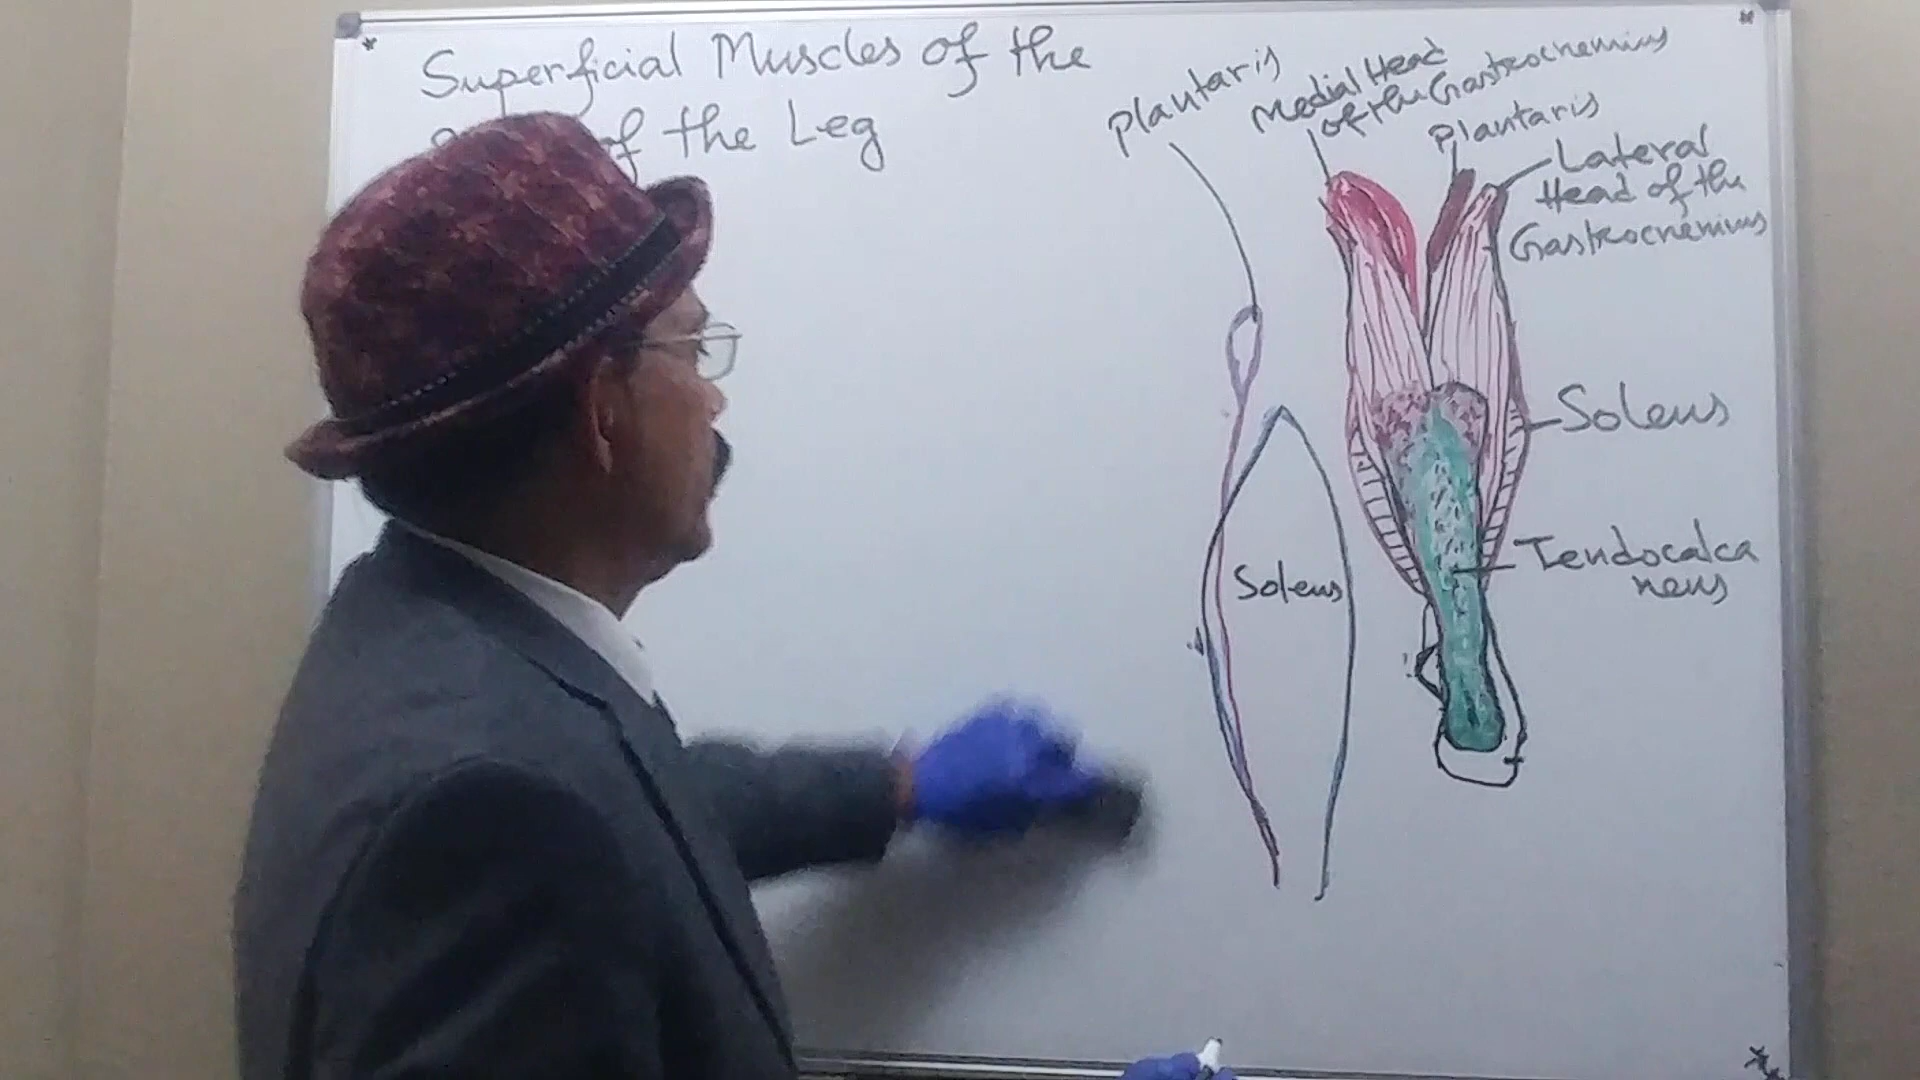 Superficial Muscles of the
of the Leg
Plantaris
Medial Head
of the Gastrocnemius
Plantaris
Lateral
Head of the
Gastrocnemius
Soleus
Soleus
Tendocalca
neus